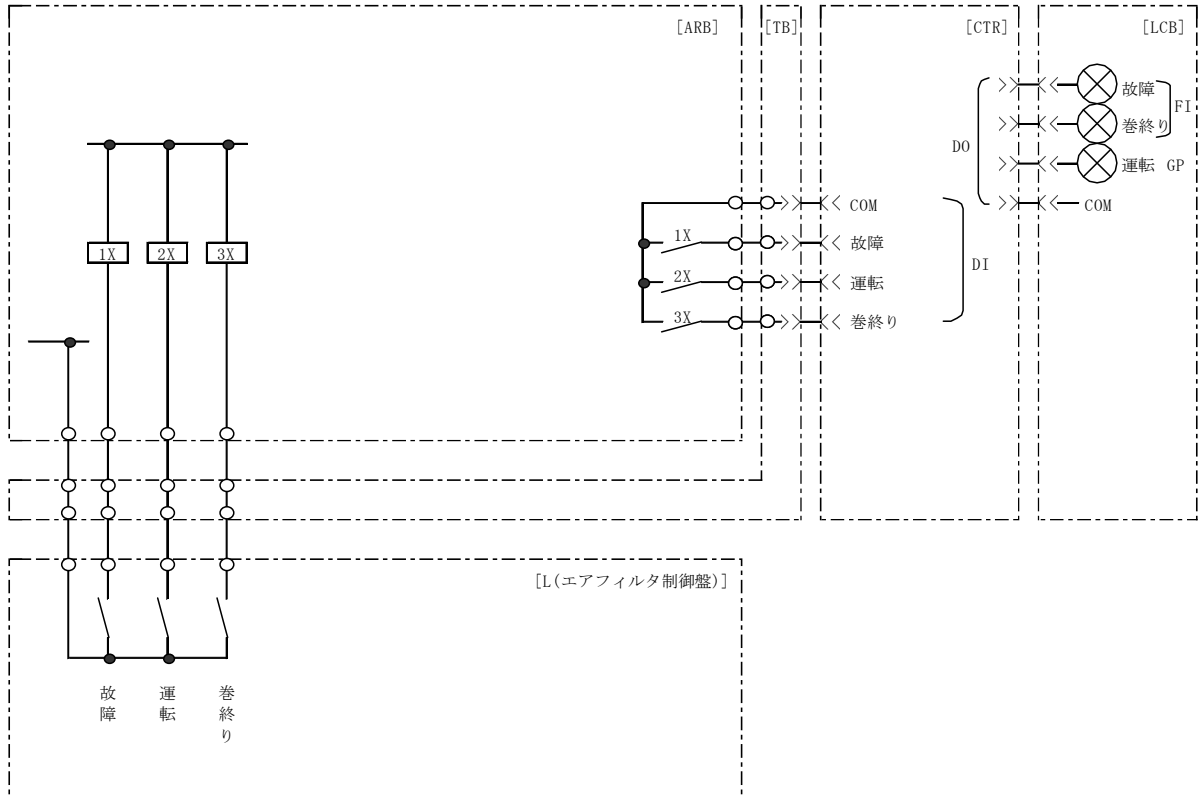 [ARB]
[TB]
[CTR]
[LCB]
故障
FI
巻終り
DO
運転 GP
COM
COM
1X
2X
3X
1X
故障
DI
2X
運転
3X
巻終り
[L(エアフィルタ制御盤)]
故障
運転
巻終り